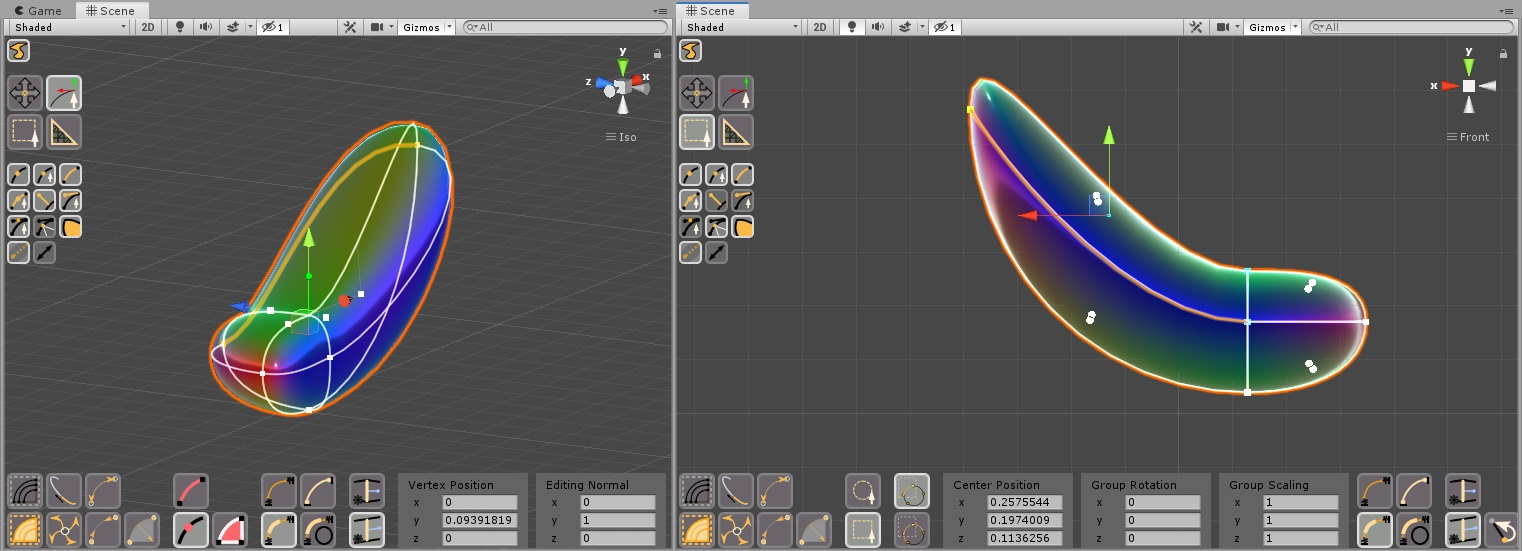 Game Scene
Shaded 2D 1 Gizmos All
y
z x
Iso
Vertex Position Editing Normal
x 0 x 0
y 0.09391819 y 1
z 0 z 0
Scene
Shaded 2D 1 Gizmos All
y
x
Front
Center Position Group Rotation Group Scaling
x 0.2575544 x 0 x 1
y 0.1974009 y 0 y 1
z 0.1136256 z 0 z 1